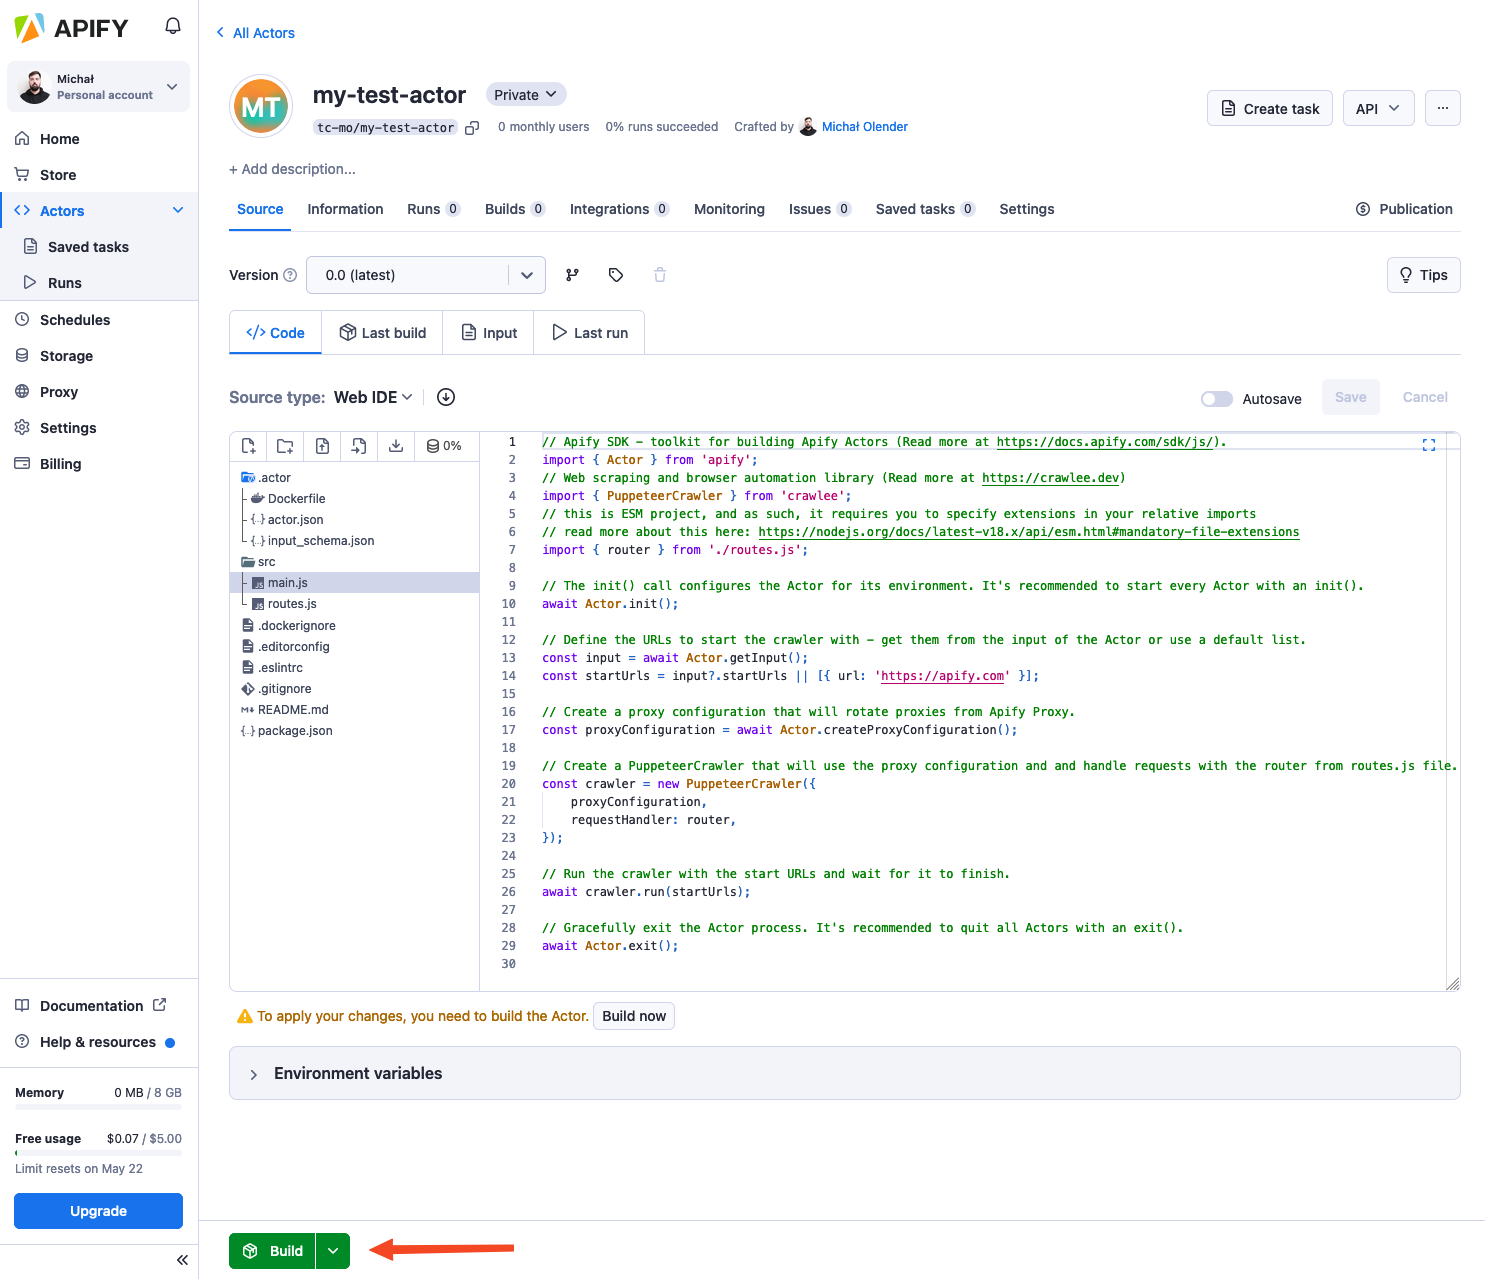 APIFY
Michał
Personal account
Home
Store
Actors
Saved tasks
Runs
Schedules
Storage
Proxy
Settings
Billing
Documentation
Help & resources
Memory 0 MB / 8 GB
Free usage $0.07 / $5.00
Limit resets on May 22
Upgrade
All Actors
MT
my-test-actor Private
tc-mo/my-test-actor 0 monthly users 0% runs succeeded Crafted by Michał Olender
Create task API ...
+ Add description...
Source Information Runs 0 Builds 0 Integrations 0 Monitoring Issues 0 Saved tasks 0 Settings Publication
Version 0.0 (latest) Tips
</> Code Last build Input Last run
Source type: Web IDE Autosave Save Cancel
0%
.actor
Dockerfile
{..} actor.json
{..} input_schema.json
src
JS main.js
JS routes.js
.dockerignore
.editorconfig
.eslintrc
.gitignore
M↓ README.md
{..} package.json
1 // Apify SDK - toolkit for building Apify Actors (Read more at https://docs.apify.com/sdk/js/).
2 import { Actor } from 'apify';
3 // Web scraping and browser automation library (Read more at https://crawlee.dev)
4 import { PuppeteerCrawler } from 'crawlee';
5 // this is ESM project, and as such, it requires you to specify extensions in your relative imports
6 // read more about this here: https://nodejs.org/docs/latest-v18.x/api/esm.html#mandatory-file-extensions
7 import { router } from './routes.js';
8
9 // The init() call configures the Actor for its environment. It's recommended to start every Actor with an init().
10 await Actor.init();
11
12 // Define the URLs to start the crawler with - get them from the input of the Actor or use a default list.
13 const input = await Actor.getInput();
14 const startUrls = input?.startUrls || [{ url: 'https://apify.com' }];
15
16 // Create a proxy configuration that will rotate proxies from Apify Proxy.
17 const proxyConfiguration = await Actor.createProxyConfiguration();
18
19 // Create a PuppeteerCrawler that will use the proxy configuration and and handle requests with the router from routes.js file.
20 const crawler = new PuppeteerCrawler({
21 proxyConfiguration,
22 requestHandler: router,
23 });
24
25 // Run the crawler with the start URLs and wait for it to finish.
26 await crawler.run(startUrls);
27
28 // Gracefully exit the Actor process. It's recommended to quit all Actors with an exit().
29 await Actor.exit();
30
To apply your changes, you need to build the Actor. Build now
Environment variables
Build